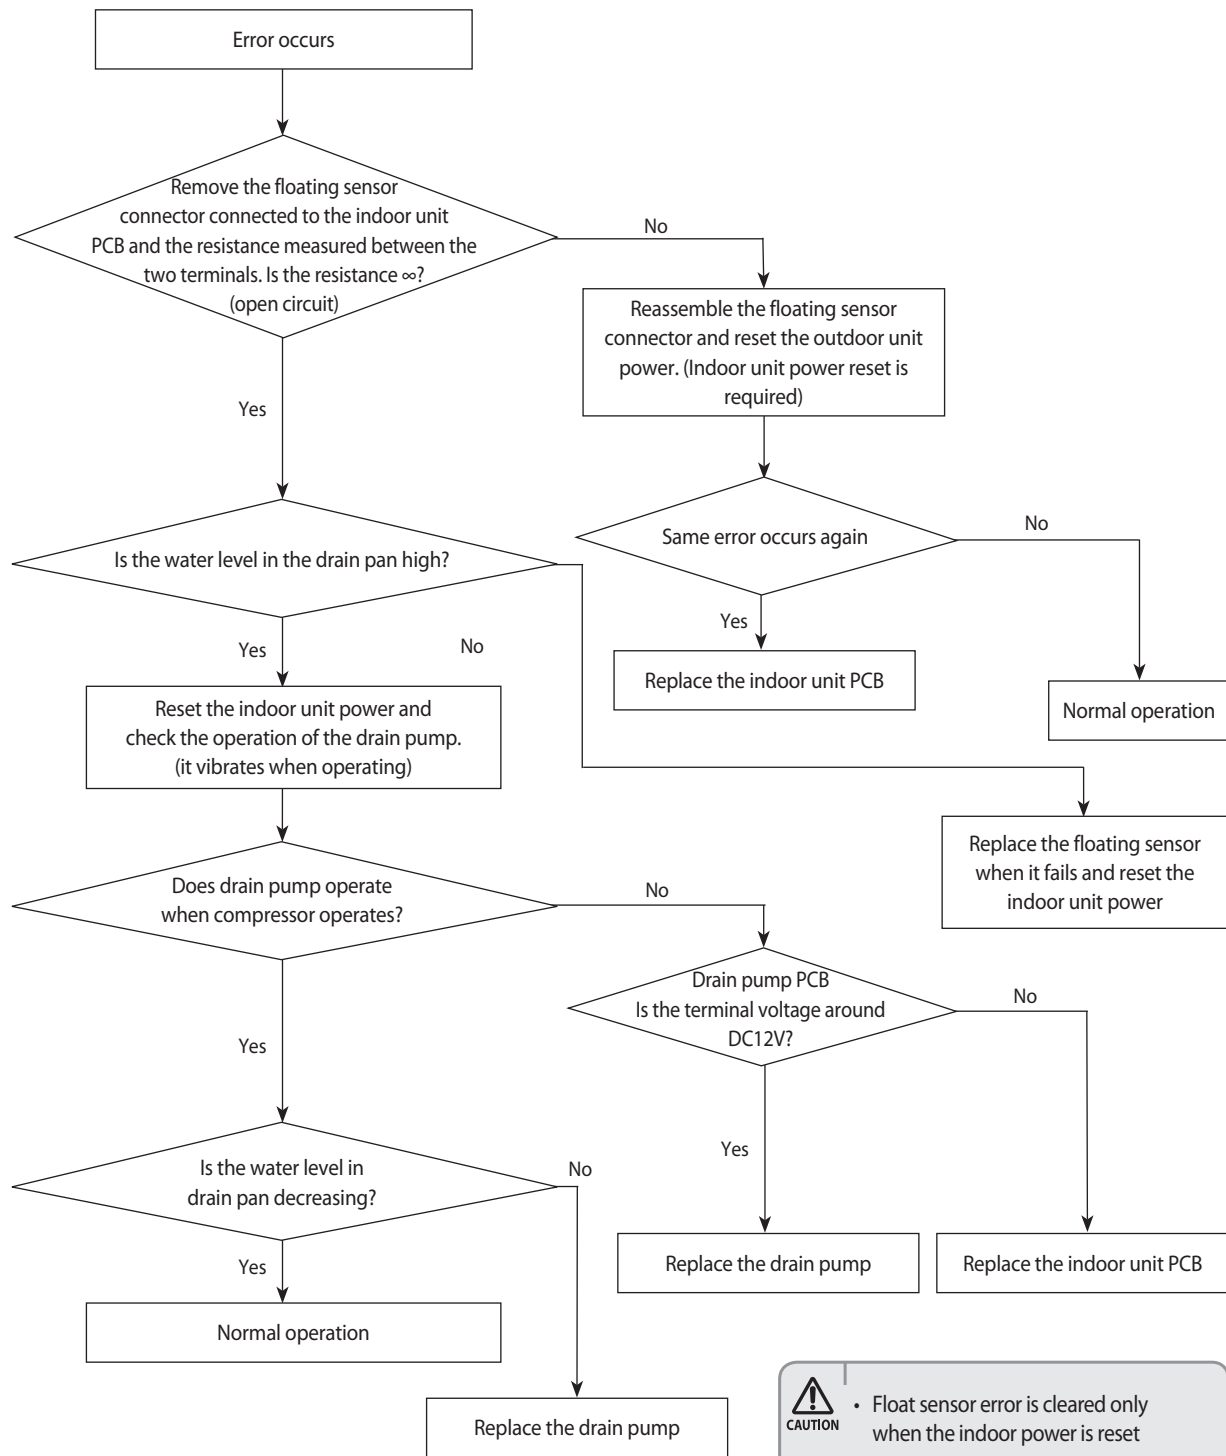 Error occurs
Remove the floating sensor
connector connected to the indoor unit
PCB and the resistance measured between the
two terminals. Is the resistance ∞?
(open circuit)
No
Reassemble the floating sensor
connector and reset the outdoor unit
power. (Indoor unit power reset is
required)
Yes
Same error occurs again
No
Is the water level in the drain pan high?
Yes
Yes
No
Replace the indoor unit PCB
Normal operation
Reset the indoor unit power and
check the operation of the drain pump.
(it vibrates when operating)
Replace the floating sensor
when it fails and reset the
indoor unit power
Does drain pump operate
when compressor operates?
No
Drain pump PCB
Is the terminal voltage around
DC12V?
No
Yes
Yes
Is the water level in
drain pan decreasing?
No
Replace the drain pump
Replace the indoor unit PCB
Yes
Normal operation
Replace the drain pump
CAUTION
• Float sensor error is cleared only
when the indoor power is reset